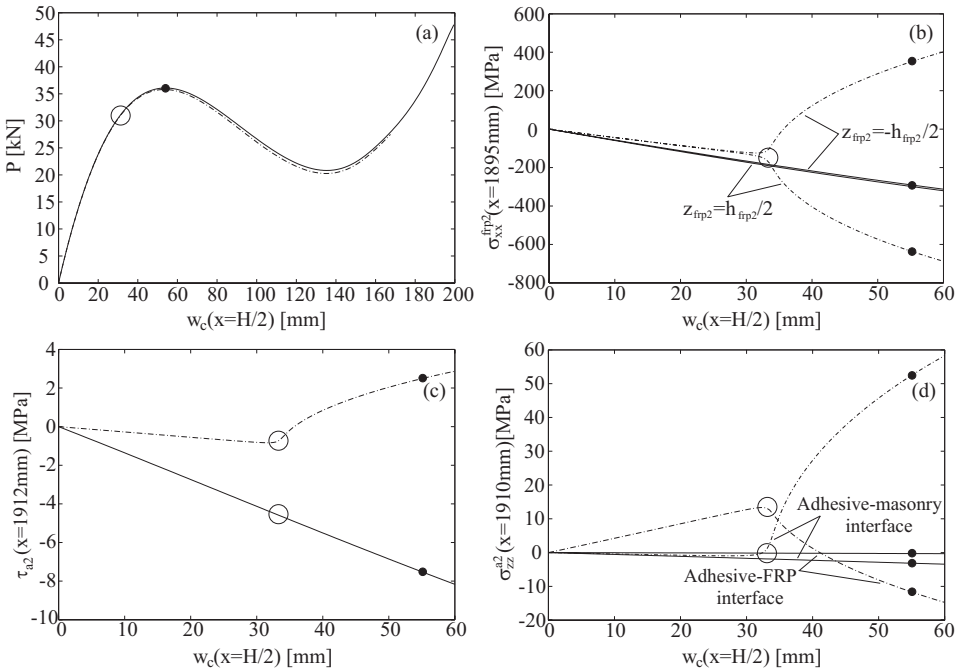 50
45
40
35
30
25
20
15
10
5
0
P [kN]
(a)
0 20 40 60 80 100 120 140 160 180 200
w_c(x=H/2) [mm]
600
400
200
0
-200
-400
-600
-800
σ_xx^frp2(x=1895mm) [MPa]
(b)
z_frp2=-h_frp2/2
z_frp2=h_frp2/2
0 10 20 30 40 50 60
w_c(x=H/2) [mm]
4
2
0
-2
-4
-6
-8
-10
τ_a2(x=1912mm) [MPa]
(c)
0 10 20 30 40 50 60
w_c(x=H/2) [mm]
60
50
40
30
20
10
0
-10
-20
σ_zz^a2(x=1910mm)[MPa]
(d)
Adhesive-masonry
interface
Adhesive-FRP
interface
0 10 20 30 40 50 60
w_c(x=H/2) [mm]